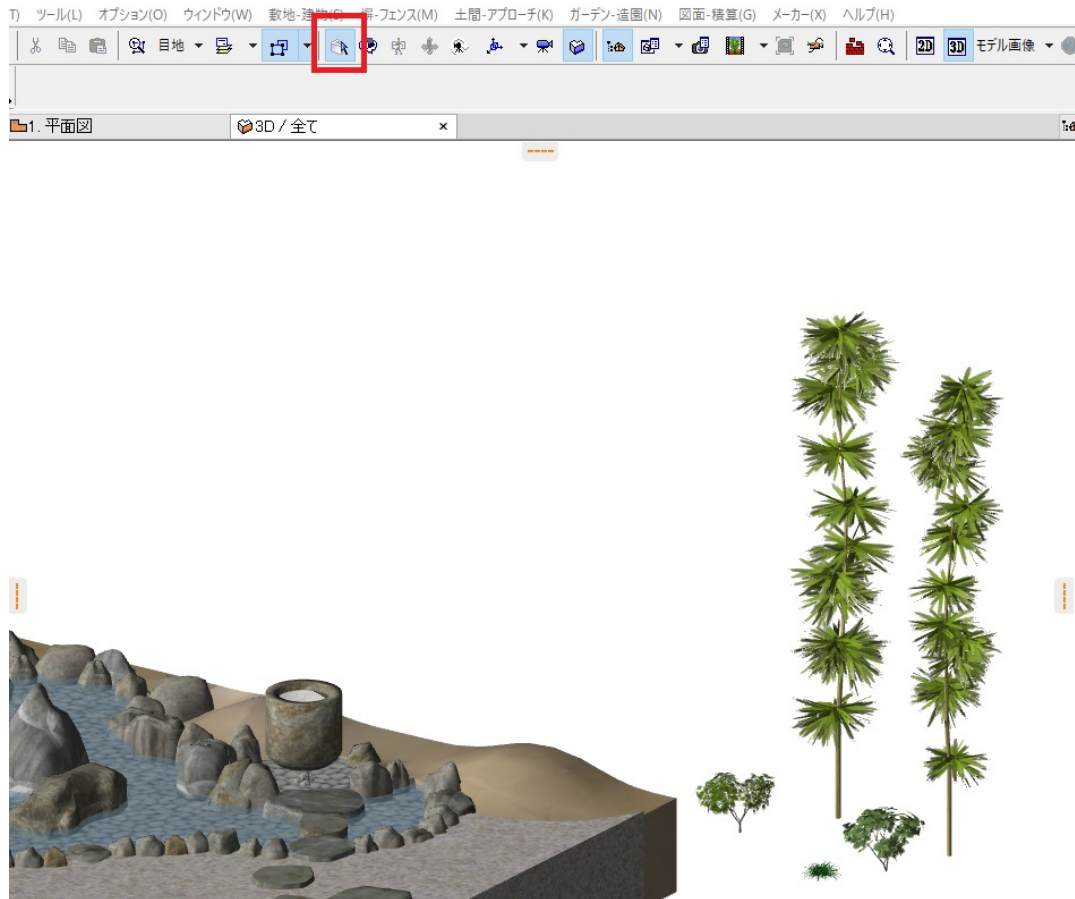 T) ツール(L) オプション(O) ウィンドウ(W) 敷地-建物(S) 塀-フェンス(M) 土間-アプローチ(K) ガーデン-造園(N) 図面-積算(G) メーカー(X) ヘルプ(H)
目地 2D 3D モデル画像
1. 平面図 3D / 全て